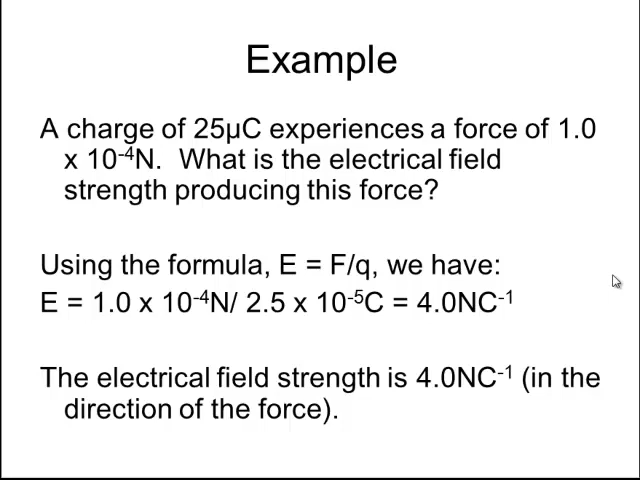 Example
A charge of 25µC experiences a force of 1.0
x 10⁻⁴N.  What is the electrical field
strength producing this force?
Using the formula, E = F/q, we have:
E = 1.0 x 10⁻⁴N/ 2.5 x 10⁻⁵C = 4.0NC⁻¹
The electrical field strength is 4.0NC⁻¹ (in the
direction of the force).